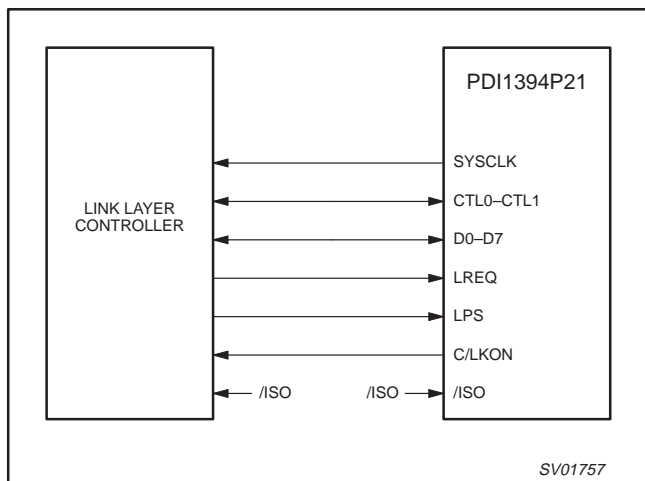 PDI1394P21
SYSCLK
CTL0–CTL1
LINK LAYER
CONTROLLER
D0–D7
LREQ
LPS
C/LKON
/ISO /ISO /ISO
SV01757